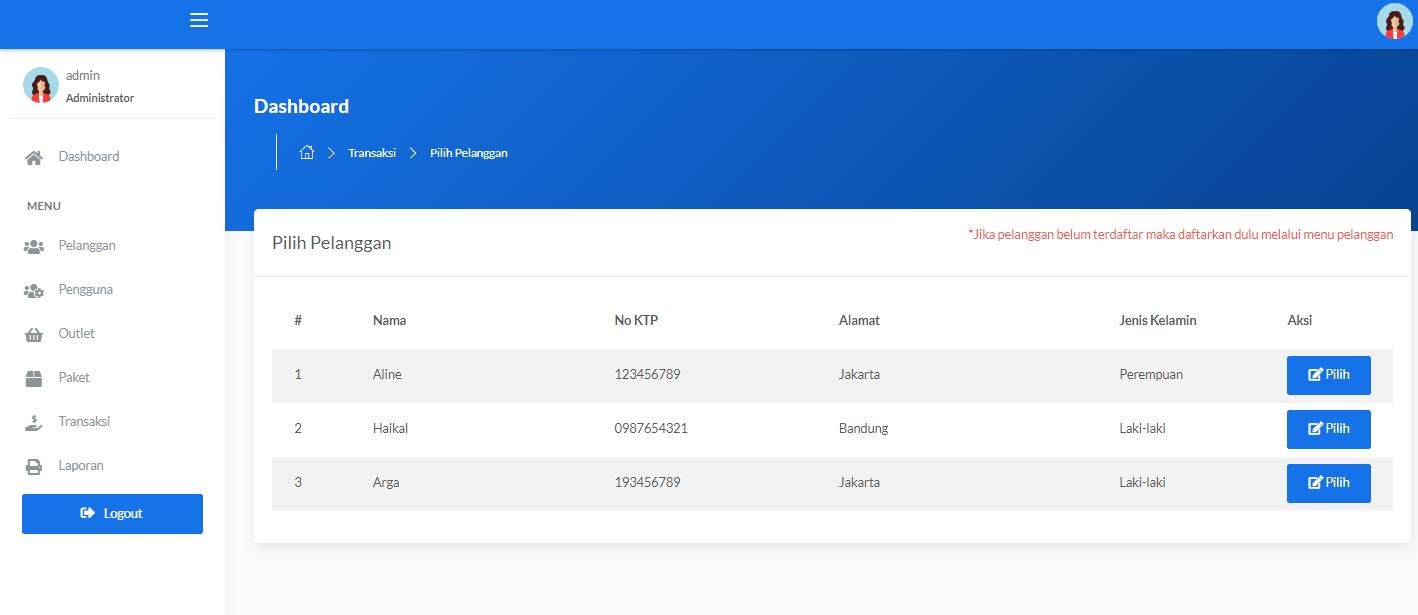 admin
Administrator
Dashboard
MENU
Pelanggan
Pengguna
Outlet
Paket
Transaksi
Laporan
Logout
Dashboard
Transaksi Pilih Pelanggan
Pilih Pelanggan
*Jika pelanggan belum terdaftar maka daftarkan dulu melalui menu pelanggan
# Nama No KTP Alamat Jenis Kelamin Aksi
1 Aline 123456789 Jakarta Perempuan Pilih
2 Haikal 0987654321 Bandung Laki-laki Pilih
3 Arga 193456789 Jakarta Laki-laki Pilih